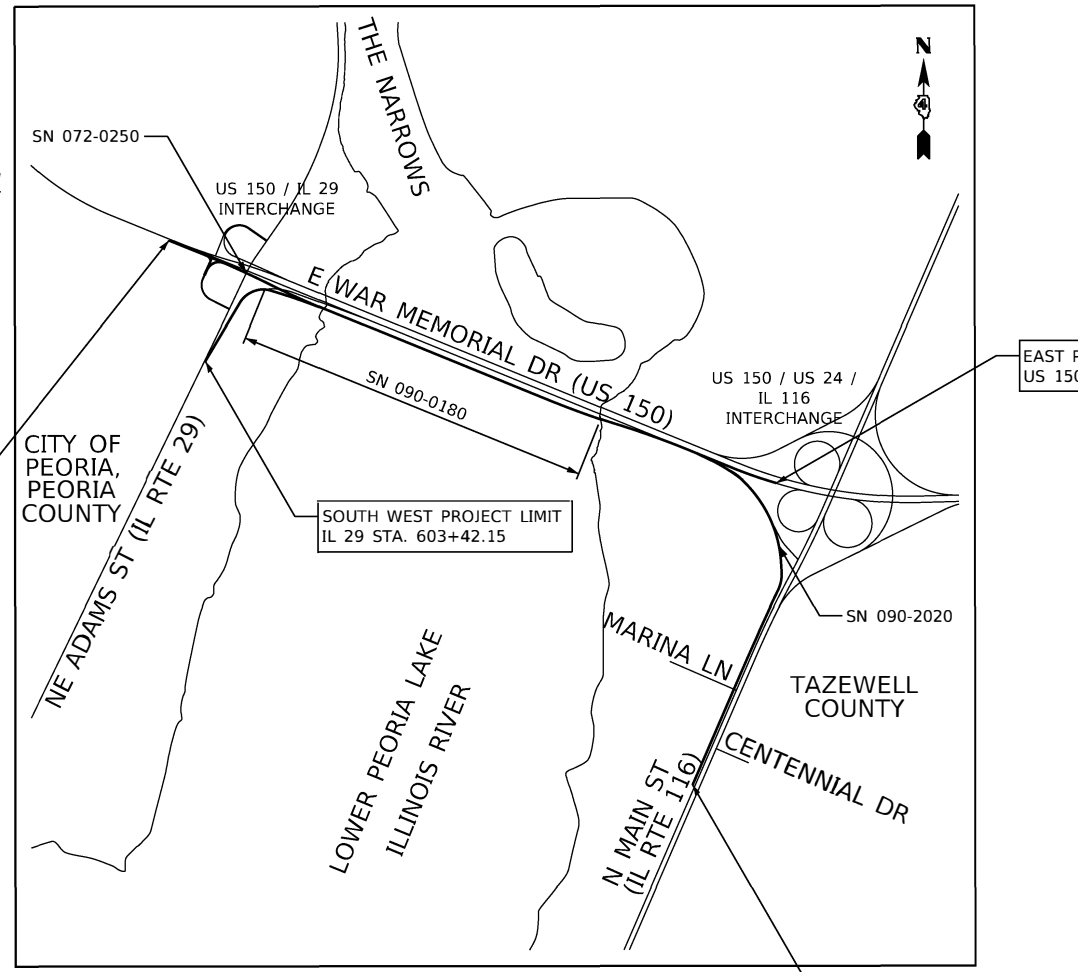 THE NARROWS
N
4
SN 072-0250
US 150 / IL 29
INTERCHANGE
E WAR MEMORIAL DR (US 150)
SN 090-0180
US 150 / US 24 /
IL 116
INTERCHANGE
EAST
US 150
CITY OF
PEORIA,
PEORIA
COUNTY
NE ADAMS ST (IL RTE 29)
SOUTH WEST PROJECT LIMIT
IL 29 STA. 603+42.15
SN 090-2020
MARINA LN
TAZEWELL
COUNTY
LOWER PEORIA LAKE
ILLINOIS RIVER
CENTENNIAL DR
N MAIN ST
(IL RTE 116)